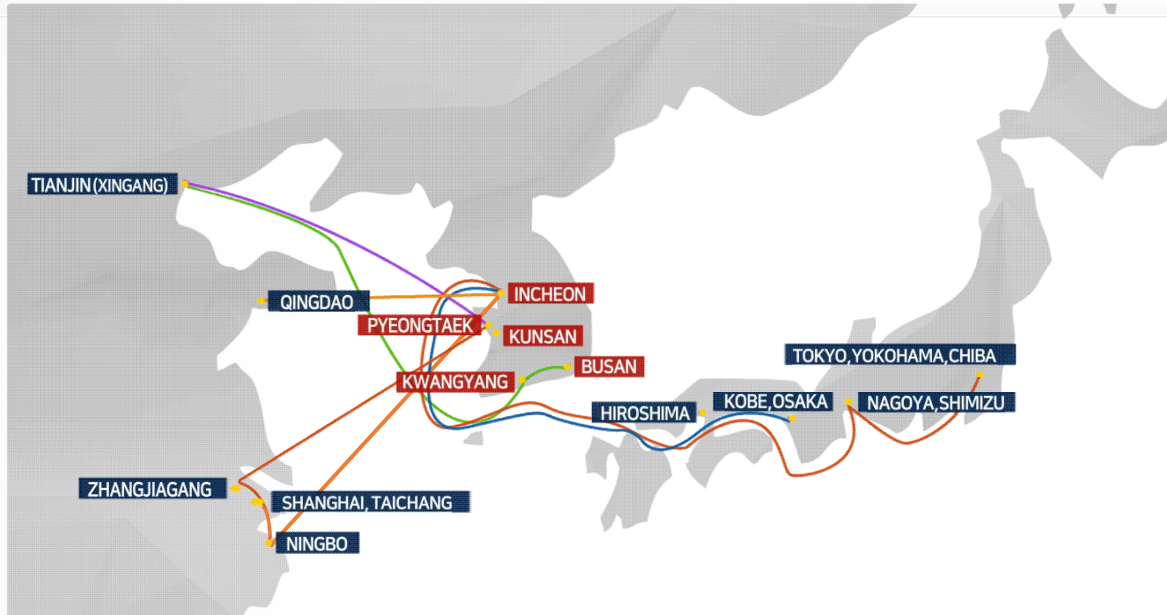 TIANJIN(XINGANG)
QINGDAO
INCHEON
PYEONGTAEK
KUNSAN
TOKYO,YOKOHAMA,CHIBA
BUSAN
KWANGYANG
HIROSHIMA
KOBE,OSAKA
NAGOYA,SHIMIZU
ZHANGJIAGANG
SHANGHAI,TAICHANG
NINGBO